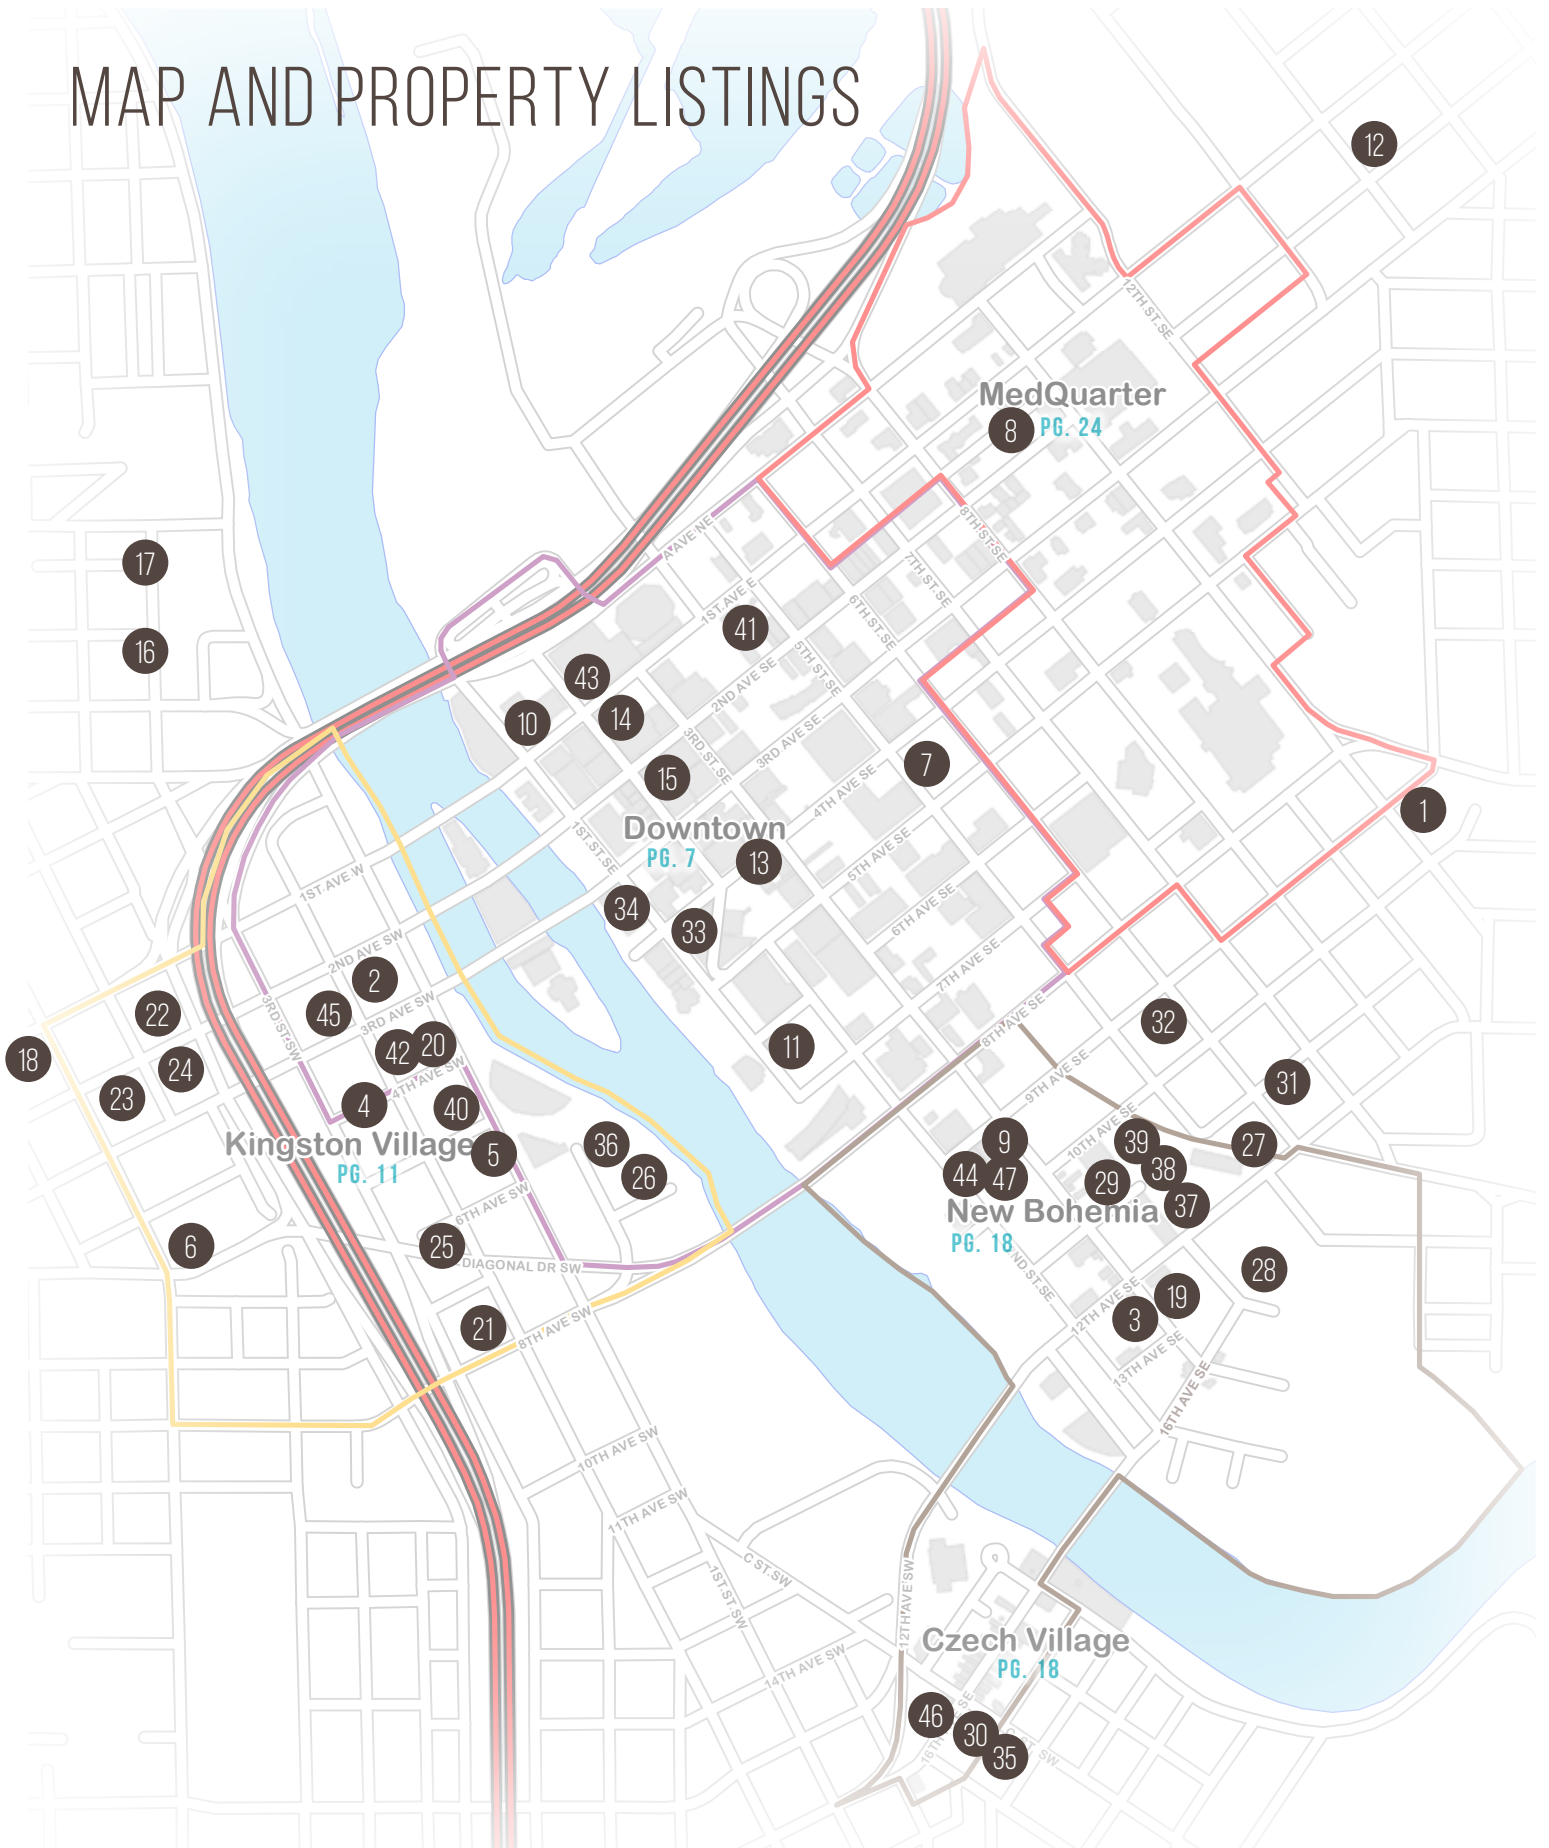 MAP AND PROPERTY LISTINGS
12
12TH ST. SE
MedQuarter
8
PG. 24
8TH ST. SE
A AVE NE
7TH ST. SE
17
1ST AVE E
6TH ST. SE
41
16
5TH ST SE
43
2ND AVE SE
14
10
3RD ST. SE
3RD AVE SE
7
15
4TH AVE SE
1
Downtown
PG. 7
1ST ST. SE
13
5TH AVE SE
1ST AVE W
34
6TH AVE SE
33
2ND AVE SW
7TH AVE SE
2
22
45
3RD AVE SW
3RD ST. SW
8TH AVE SE
32
42
20
11
18
24
4TH AVE SW
9TH AVE SE
31
23
4
40
10TH AVE SE
Kingston Village
PG. 11
5
36
26
9
39
27
44
47
29
38
37
6TH AVE SW
New Bohemia
PG. 18
6
25
DIAGONAL DR SW
ND ST. SE
28
19
12TH AVE SE
3
21
8TH AVE SW
13TH AVE SE
16TH AVE SE
10TH AVE SW
11TH AVE SW
C ST. SW
1ST ST. SW
12TH AVE SW
Czech Village
PG. 18
14TH AVE SW
46
30
35
16TH
SE
SW